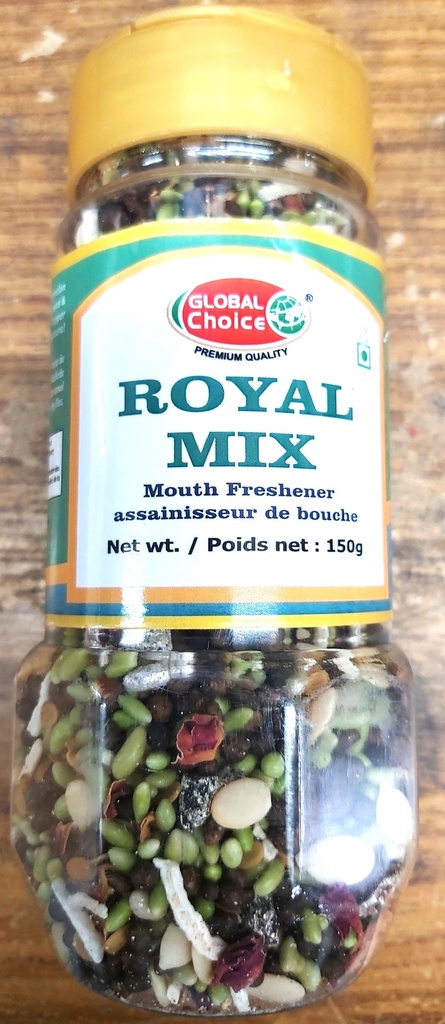 GLOBAL
Choice®
PREMIUM QUALITY
ROYAL
MIX
Mouth Freshener
assainisseur de bouche
Net wt. / Poids net : 150g